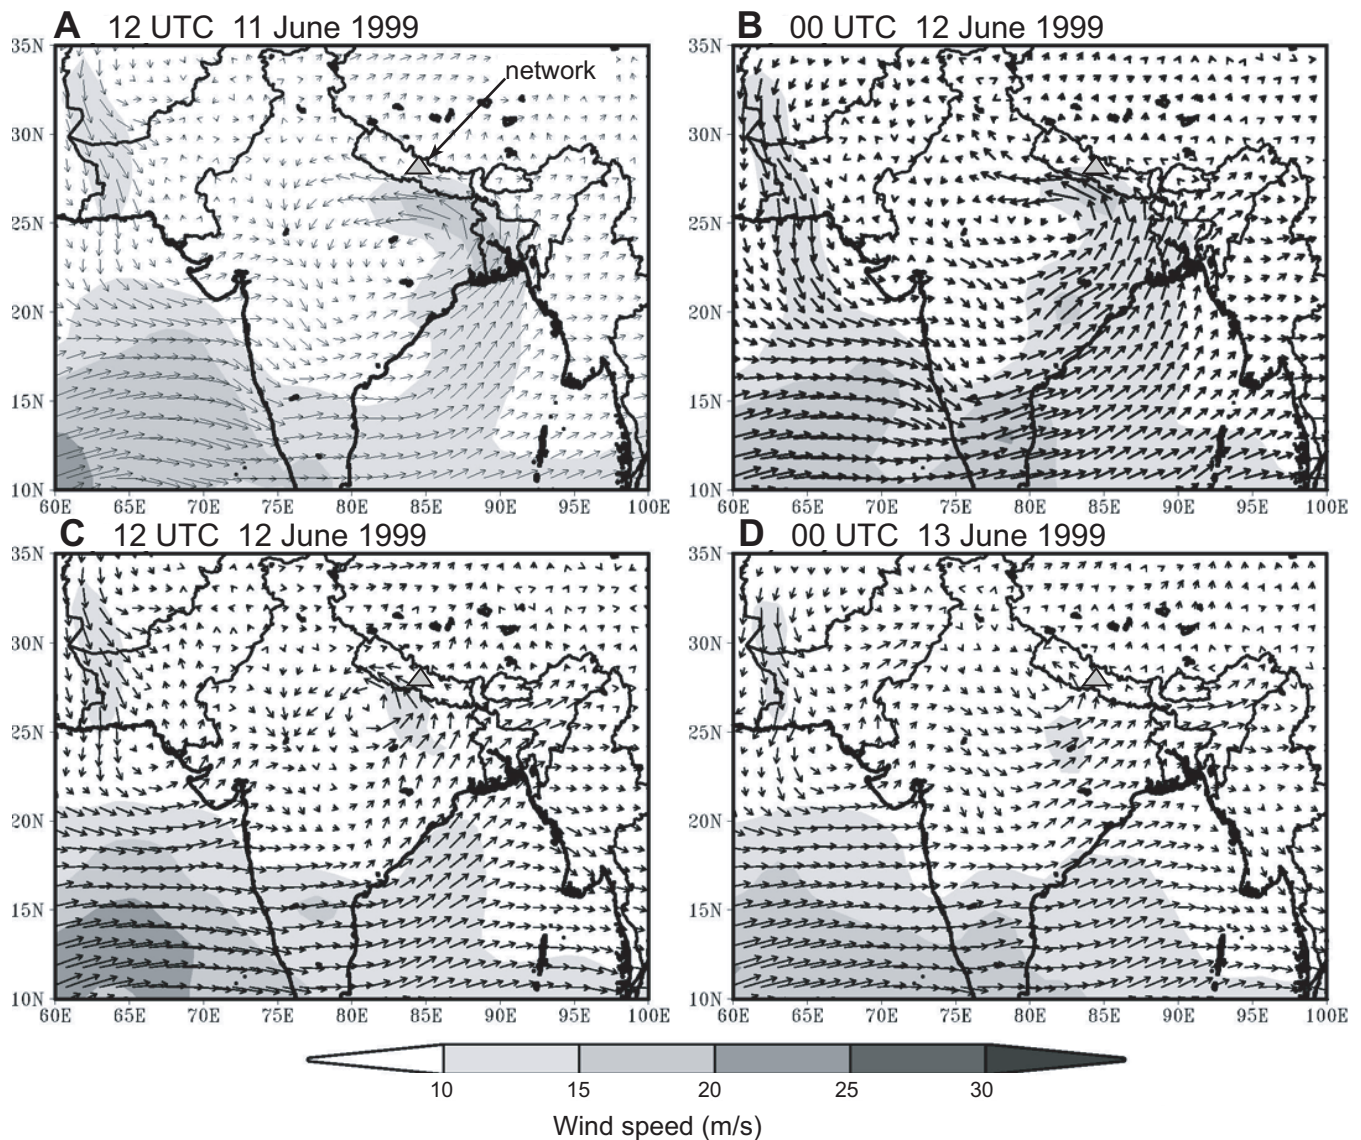 A 12 UTC 11 June 1999
B 00 UTC 12 June 1999
35N
30N
25N
20N
15N
10N
network
60E 65E 70E 75E 80E 85E 90E 95E 100E
35N
30N
25N
20N
15N
10N
60E 65E 70E 75E 80E 85E 90E 95E 100E
C 12 UTC 12 June 1999
D 00 UTC 13 June 1999
35N
30N
25N
20N
15N
10N
60E 65E 70E 75E 80E 85E 90E 95E 100E
35N
30N
25N
20N
15N
10N
60E 65E 70E 75E 80E 85E 90E 95E 100E
10 15 20 25 30
Wind speed (m/s)